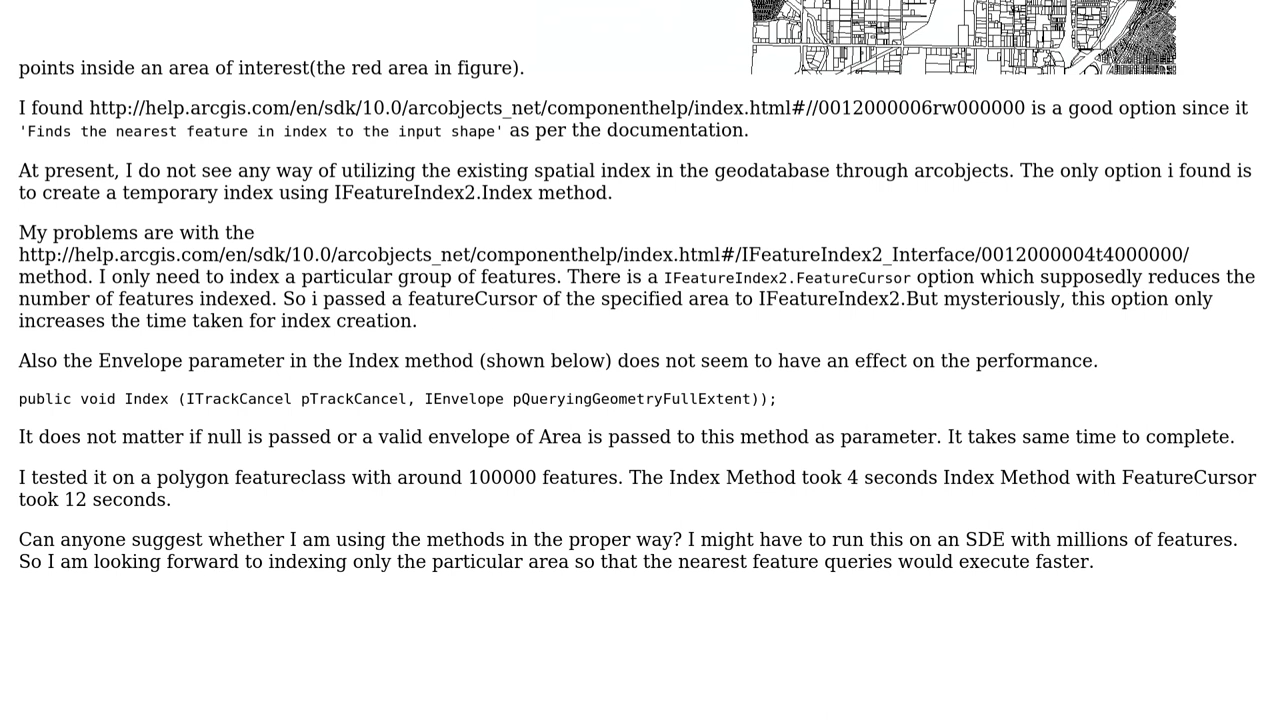 points inside an area of interest(the red area in figure).
I found http://help.arcgis.com/en/sdk/10.0/arcobjects_net/componenthelp/index.html#//0012000006rw000000 is a good option since it
'Finds the nearest feature in index to the input shape' as per the documentation.
At present, I do not see any way of utilizing the existing spatial index in the geodatabase through arcobjects. The only option i found is
to create a temporary index using IFeatureIndex2.Index method.
My problems are with the
http://help.arcgis.com/en/sdk/10.0/arcobjects_net/componenthelp/index.html#/IFeatureIndex2_Interface/0012000004t4000000/
method. I only need to index a particular group of features. There is a IFeatureIndex2.FeatureCursor option which supposedly reduces the
number of features indexed. So i passed a featureCursor of the specified area to IFeatureIndex2.But mysteriously, this option only
increases the time taken for index creation.
Also the Envelope parameter in the Index method (shown below) does not seem to have an effect on the performance.
public void Index (ITrackCancel pTrackCancel, IEnvelope pQueryingGeometryFullExtent));
It does not matter if null is passed or a valid envelope of Area is passed to this method as parameter. It takes same time to complete.
I tested it on a polygon featureclass with around 100000 features. The Index Method took 4 seconds Index Method with FeatureCursor
took 12 seconds.
Can anyone suggest whether I am using the methods in the proper way? I might have to run this on an SDE with millions of features.
So I am looking forward to indexing only the particular area so that the nearest feature queries would execute faster.